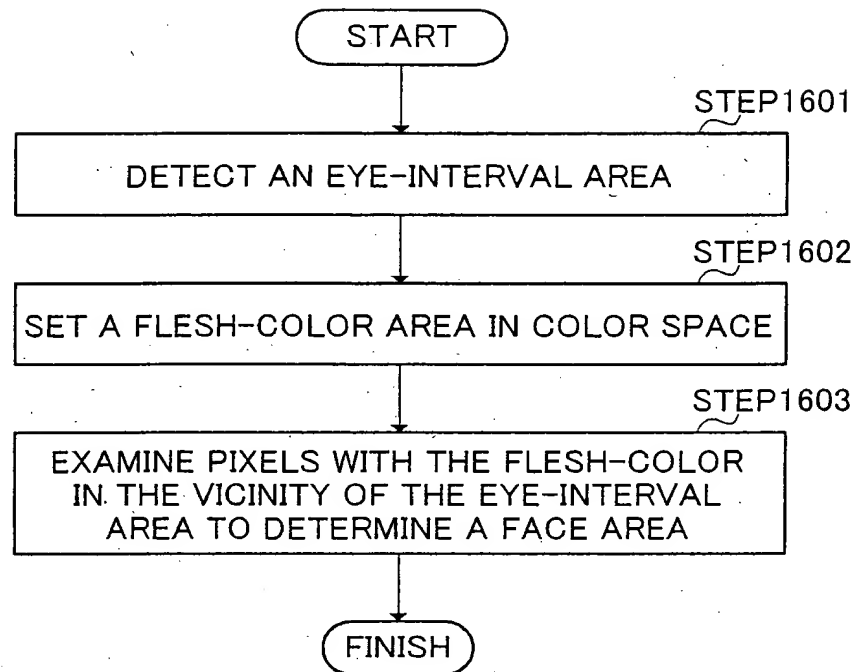 START
STEP1601
DETECT AN EYE-INTERVAL AREA
STEP1602
SET A FLESH-COLOR AREA IN COLOR SPACE
STEP1603
EXAMINE PIXELS WITH THE FLESH-COLOR
IN THE VICINITY OF THE EYE-INTERVAL
AREA TO DETERMINE A FACE AREA
FINISH